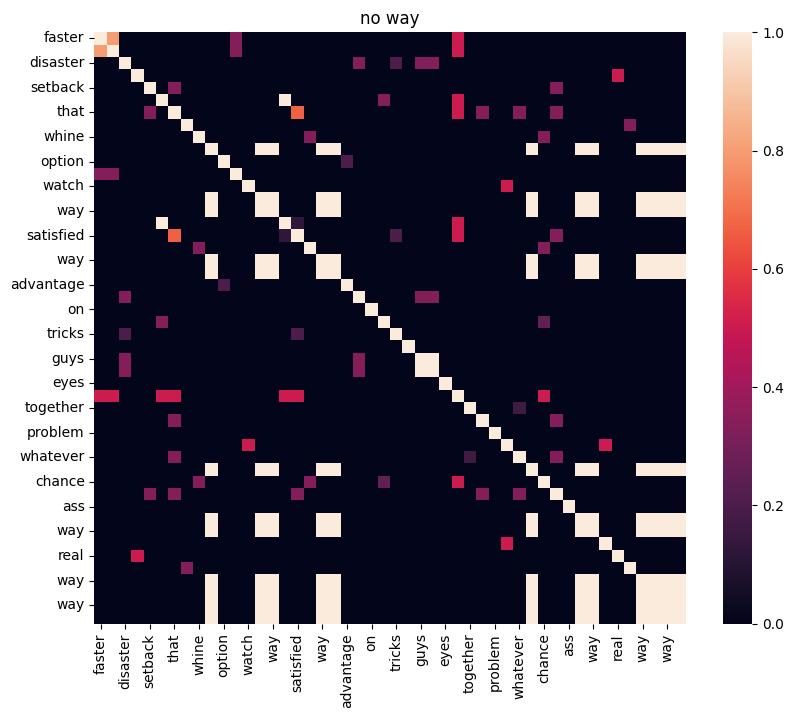 no way
faster
disaster
setback
that
whine
option
watch
way
satisfied
way
advantage
on
tricks
guys
eyes
together
problem
whatever
chance
ass
way
real
way
way
1.0
0.8
0.6
0.4
0.2
0.0
faster
disaster
setback
that
whine
option
watch
way
satisfied
way
advantage
on
tricks
guys
eyes
together
problem
whatever
chance
ass
way
real
way
way